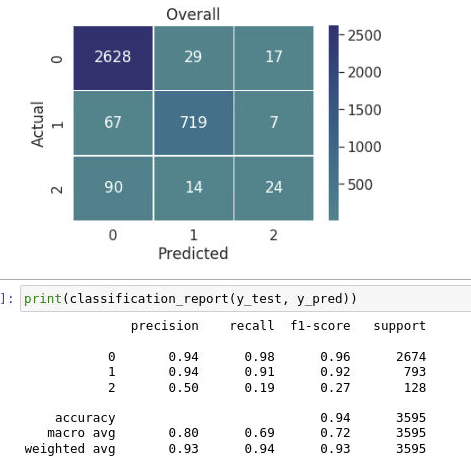 Overall
0 2628 29 17
1 67 719 7
2 90 14 24
0 1 2
Actual
Predicted
2500
2000
1500
1000
500
]: print(classification_report(y_test, y_pred))
precision recall f1-score support
0 0.94 0.98 0.96 2674
1 0.94 0.91 0.92 793
2 0.50 0.19 0.27 128
accuracy 0.94 3595
macro avg 0.80 0.69 0.72 3595
weighted avg 0.93 0.94 0.93 3595